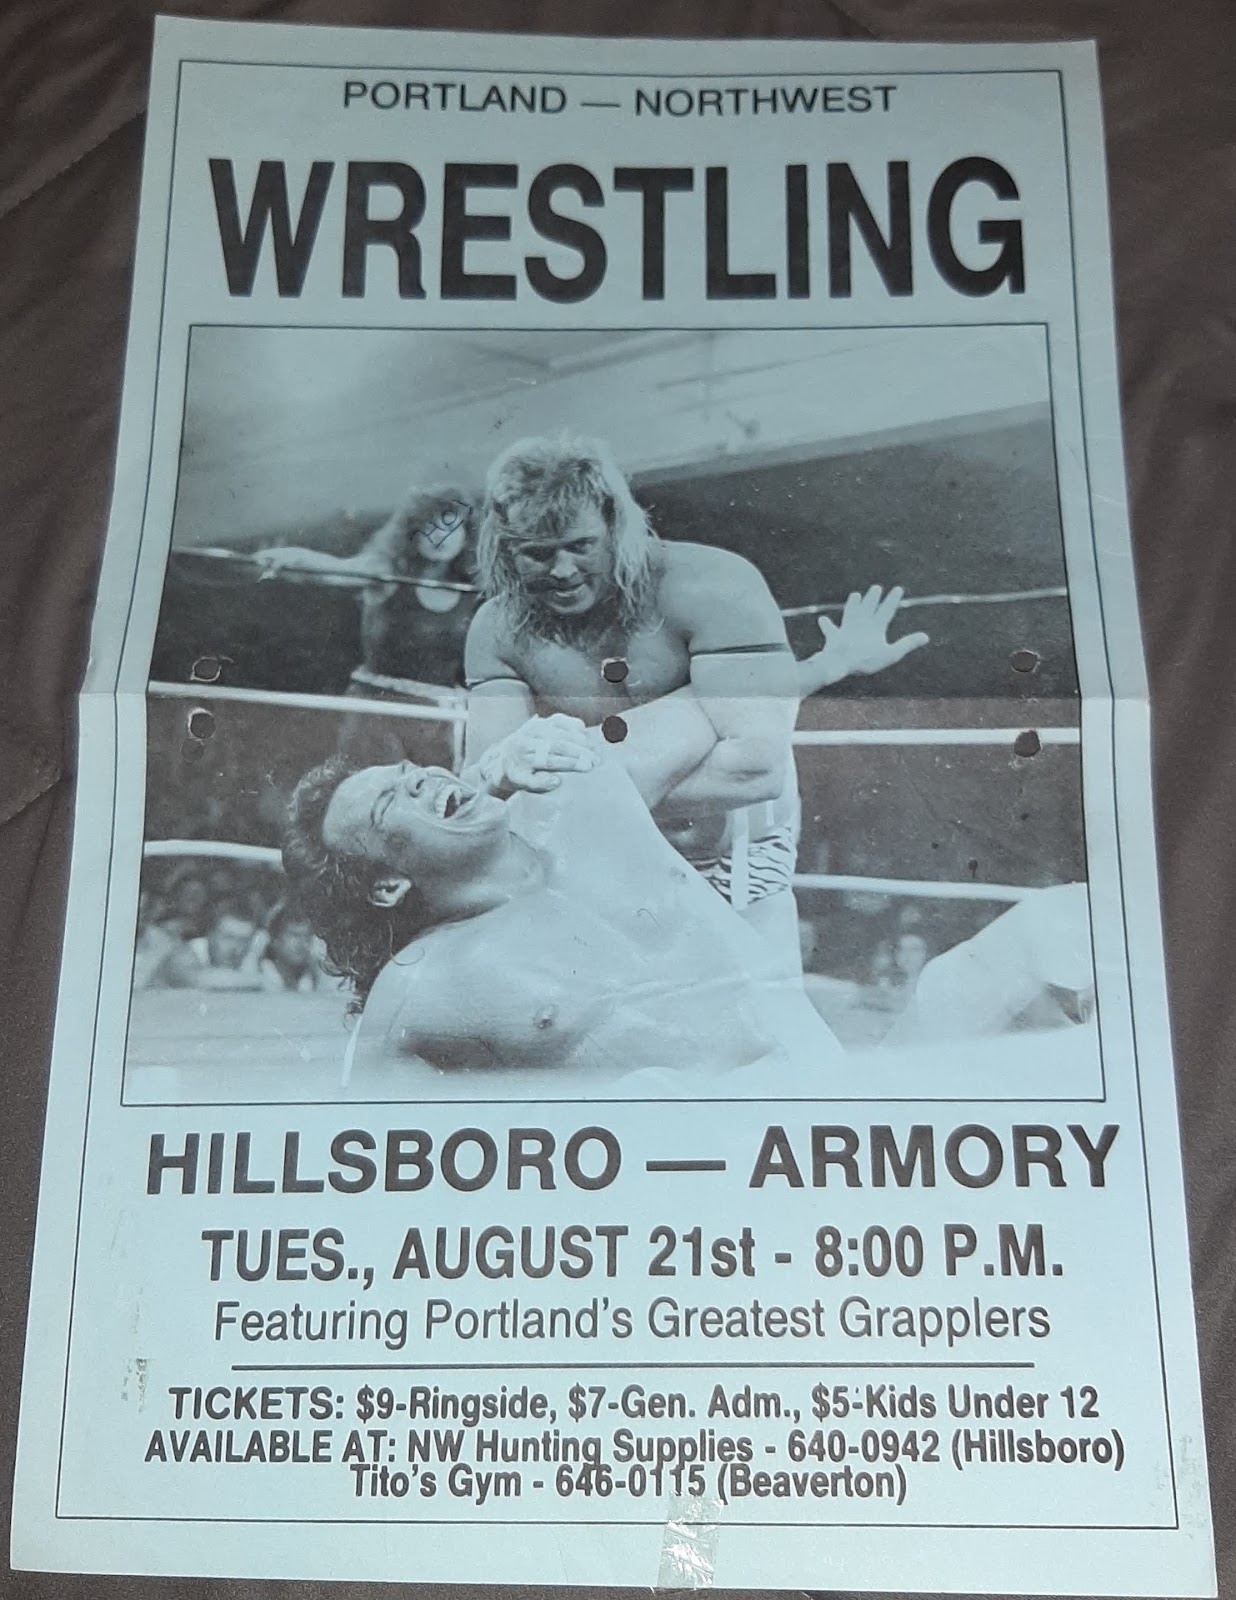 PORTLAND — NORTHWEST
WRESTLING
HOT
HILLSBORO — ARMORY
TUES., AUGUST 21st - 8:00 P.M.
Featuring Portland's Greatest Grapplers
TICKETS: $9-Ringside, $7-Gen. Adm., $5-Kids Under 12
AVAILABLE AT: NW Hunting Supplies - 640-0942 (Hillsboro)
Tito's Gym - 646-0115 (Beaverton)